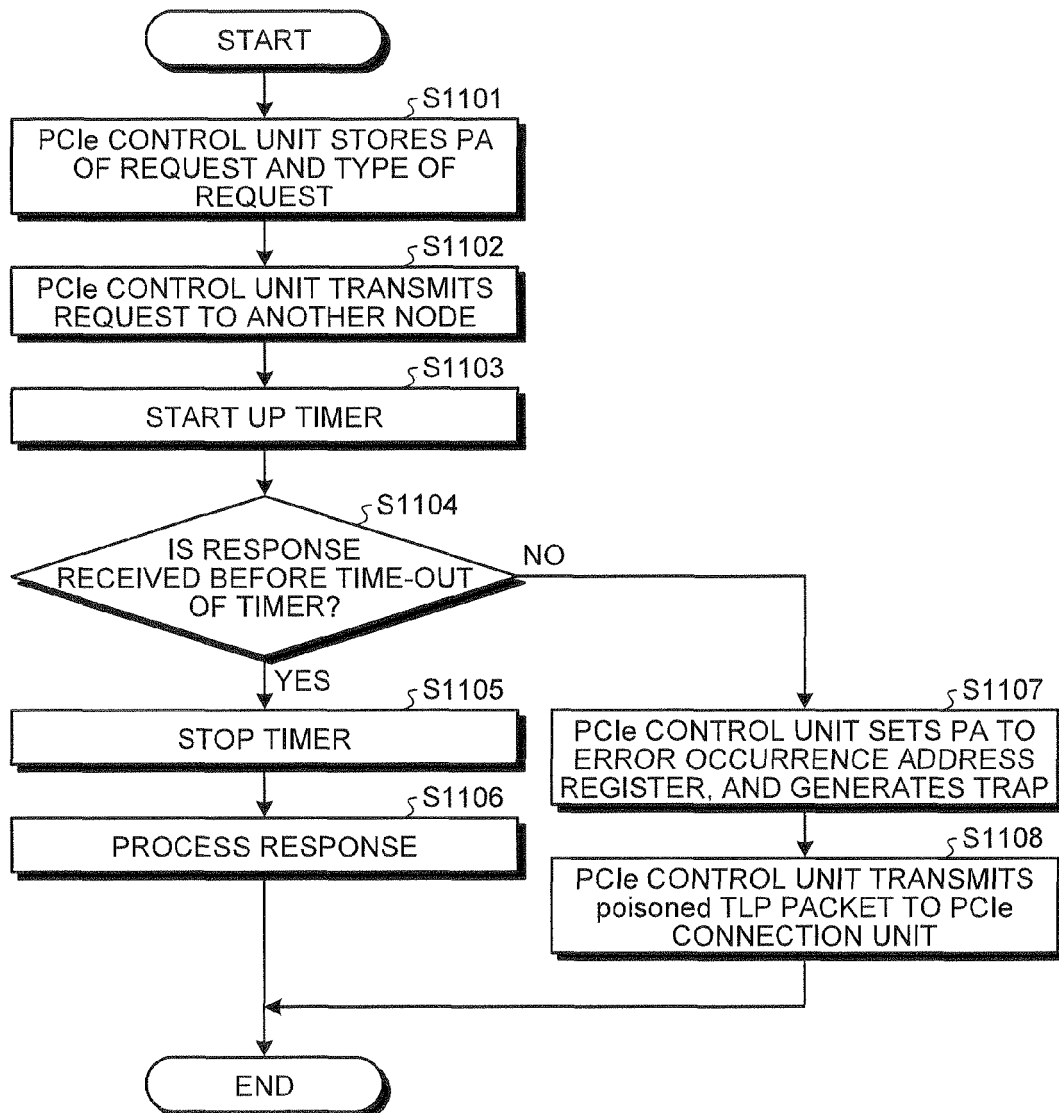 START
S1101
PCIe CONTROL UNIT STORES PA
OF REQUEST AND TYPE OF
REQUEST
S1102
PCIe CONTROL UNIT TRANSMITS
REQUEST TO ANOTHER NODE
S1103
START UP TIMER
S1104
IS RESPONSE
RECEIVED BEFORE TIME-OUT
OF TIMER?
NO
YES
S1105
STOP TIMER
S1106
PROCESS RESPONSE
S1107
PCIe CONTROL UNIT SETS PA TO
ERROR OCCURRENCE ADDRESS
REGISTER, AND GENERATES TRAP
S1108
PCIe CONTROL UNIT TRANSMITS
poisoned TLP PACKET TO PCIe
CONNECTION UNIT
END